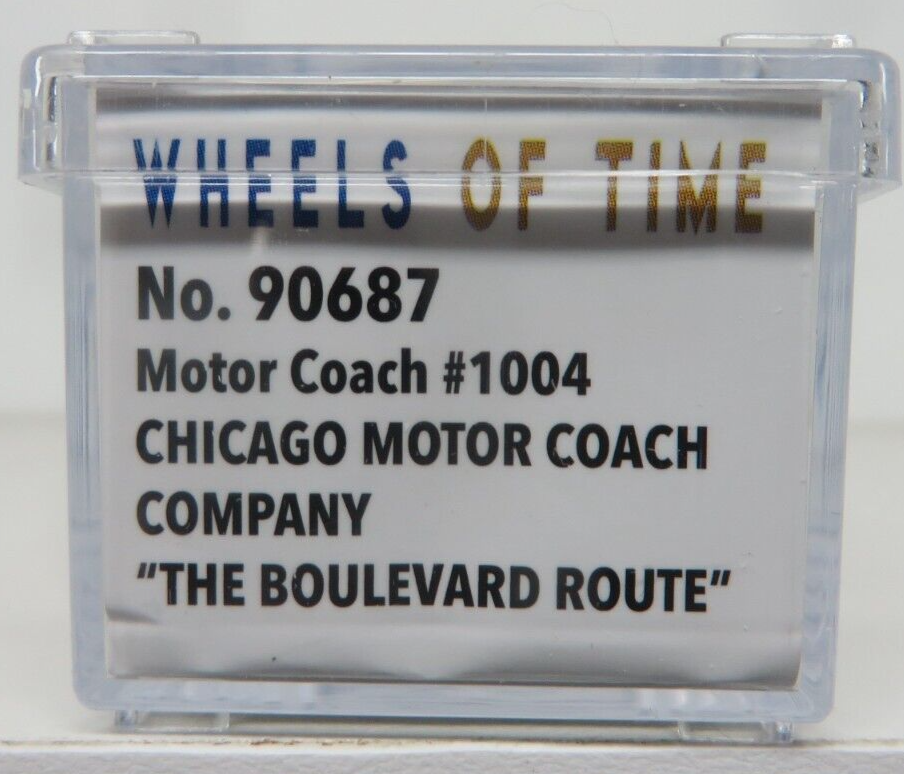 WHEELS OF TIME
No. 90687
Motor Coach #1004
CHICAGO MOTOR COACH
COMPANY
“THE BOULEVARD ROUTE”